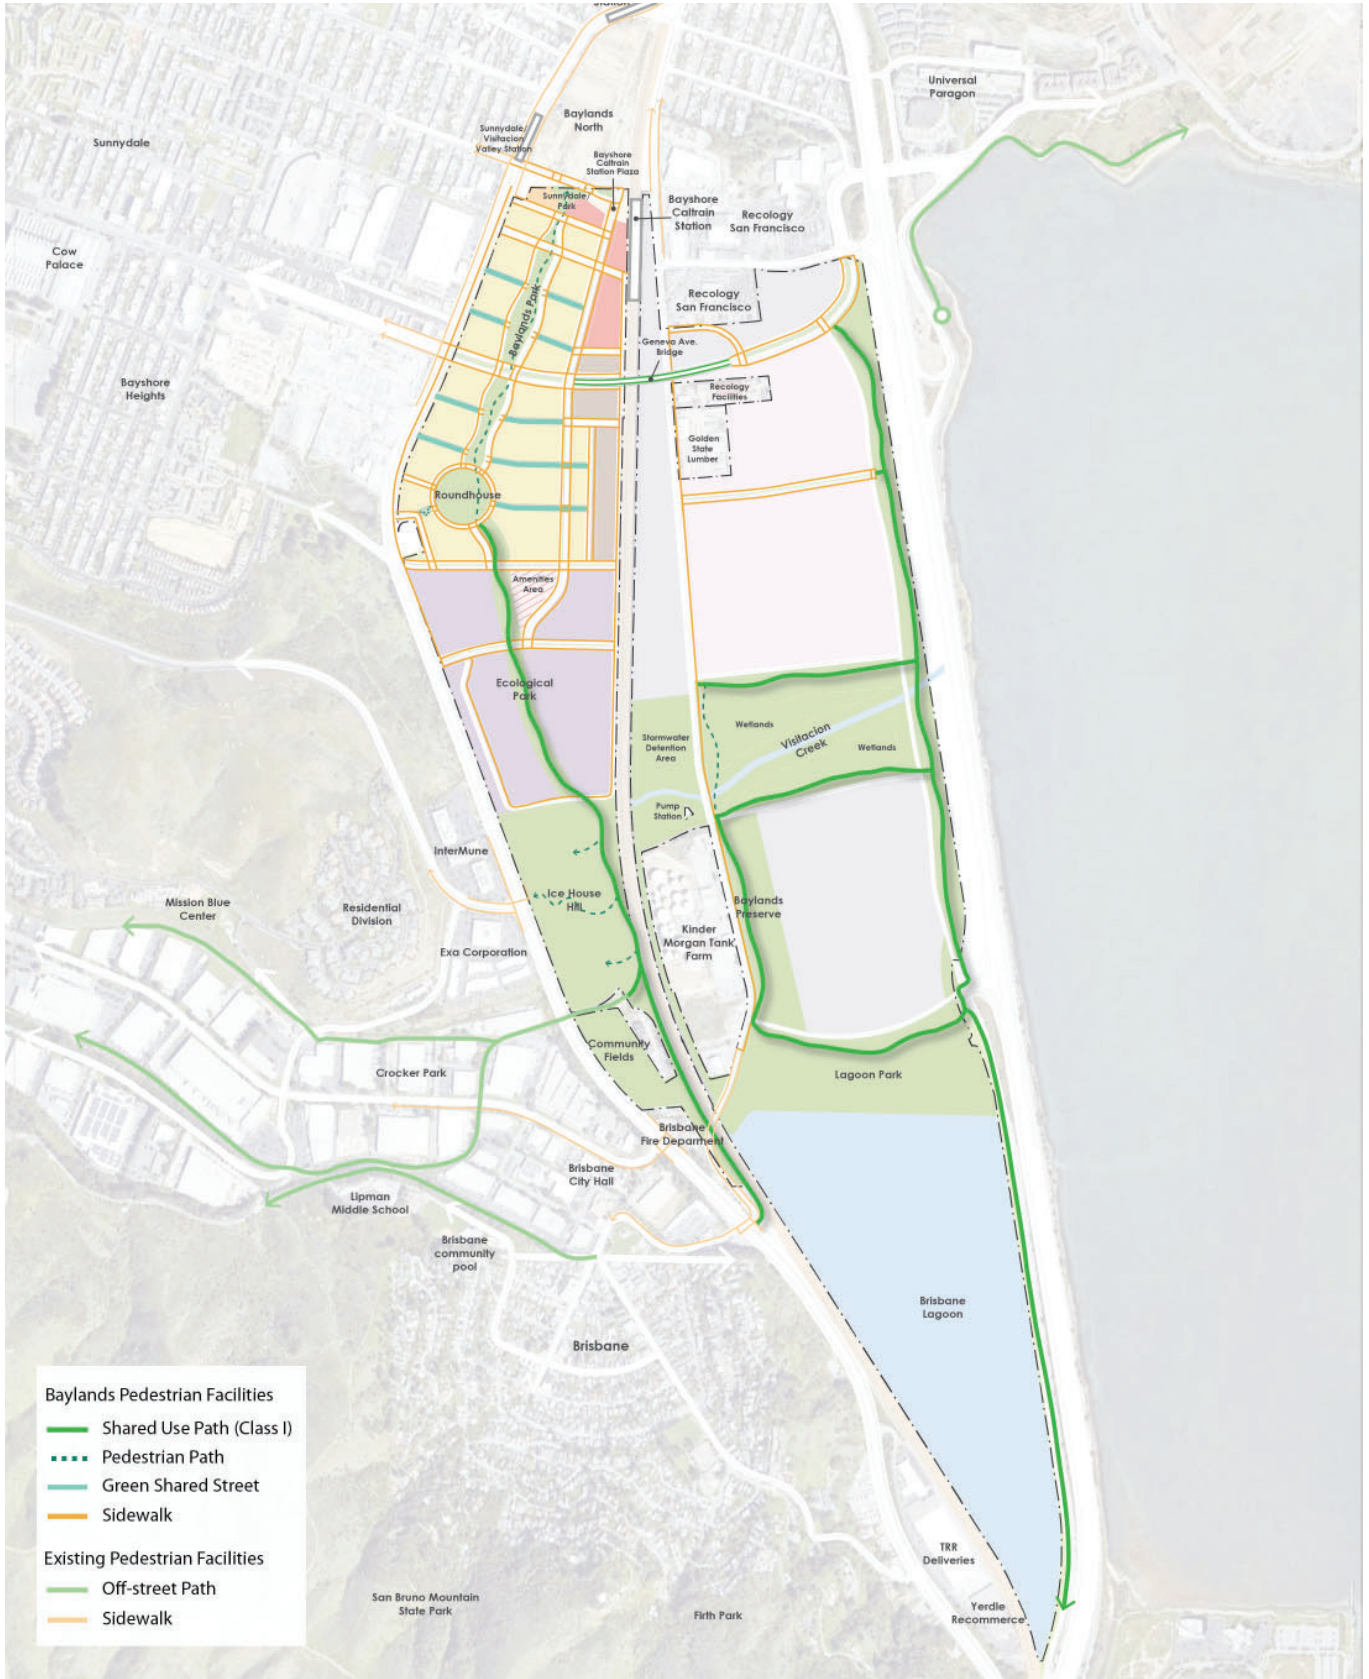 Station
Universal
Paragon
Baylands
North
Sunnydale
Sunnydale/
Visitacion
Valley Station
Bayshore
Caltrain
Station Plaza
Sunnydale
Park
Bayshore
Caltrain
Station
Recology
San Francisco
Cow
Palace
Recology
San Francisco
Baylands Park
Geneva Ave.
Bridge
Bayshore
Heights
Recology
Facilities
Golden
State
Lumber
Roundhouse
Amenities
Area
Ecological
Park
Wetlands
Visitacion
Creek
Stormwater
Detention
Area
Wetlands
Pump
Station
InterMune
Ice House
Hill
Mission Blue
Center
Residential
Division
Baylands
Preserve
Kinder
Morgan Tank
Farm
Exa Corporation
Community
Fields
Crocker Park
Lagoon Park
Brisbane
Fire Deparment
Brisbane
City Hall
Lipman
Middle School
Brisbane
community
pool
Brisbane
Lagoon
Brisbane
TRR
Deliveries
San Bruno Mountain
State Park
Firth Park
Yerdle
Recommerce
Baylands Pedestrian Facilities
Shared Use Path (Class I)
Pedestrian Path
Green Shared Street
Sidewalk
Existing Pedestrian Facilities
Off-street Path
Sidewalk